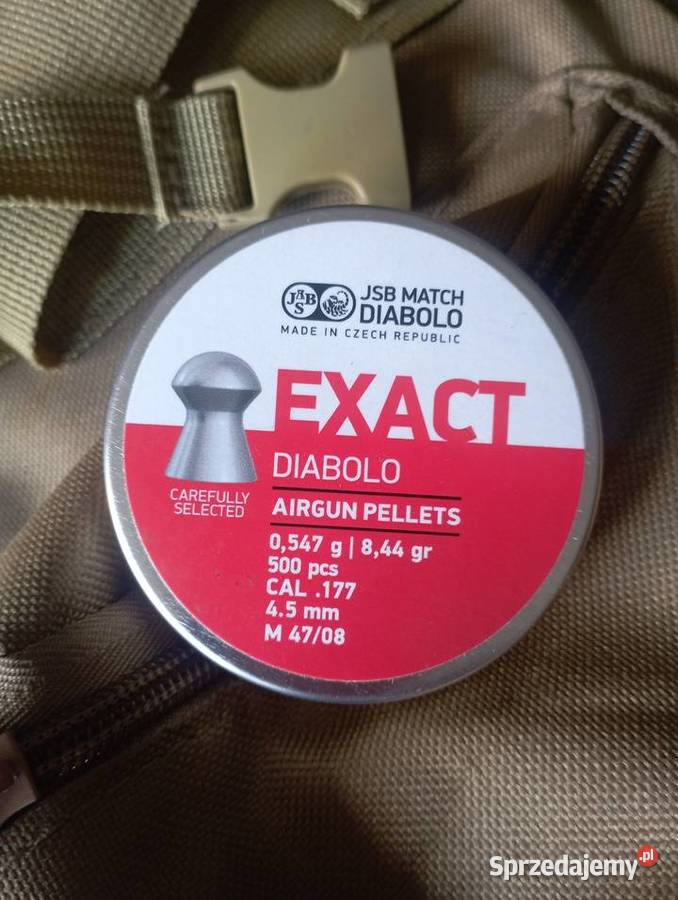 JABS
JSB MATCH
DIABOLO
MADE IN CZECH REPUBLIC
EXACT
DIABOLO
AIRGUN PELLETS
CAREFULLY
SELECTED
0,547 g | 8,44 gr
500 pcs
CAL .177
4.5 mm
M 47/08
Sprzedajemy.pl